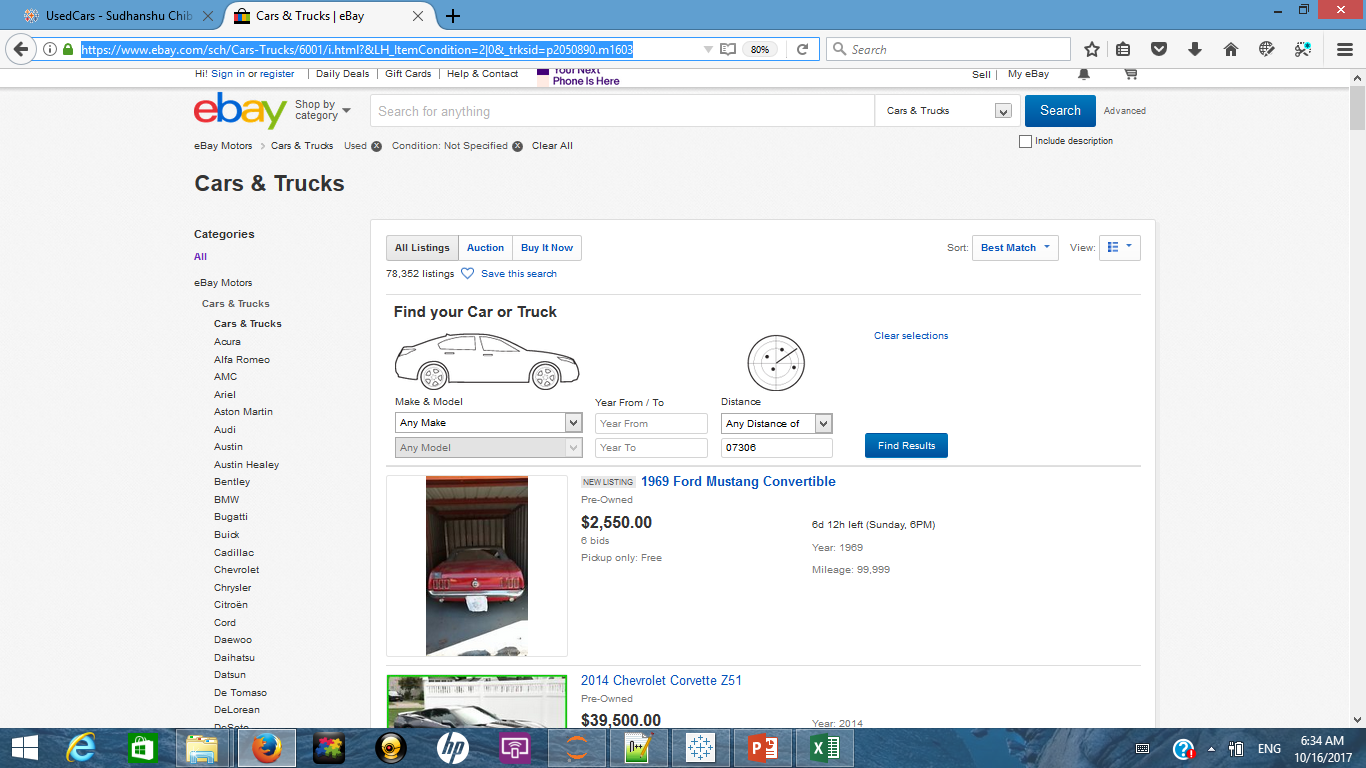 UsedCars - Sudhanshu Chib
Cars & Trucks | eBay
https://www.ebay.com/sch/Cars-Trucks/6001/i.html?&LH_ItemCondition=2|0&_trksid=p2050890.m1603
80%
Search
Hi! Sign in or register | Daily Deals | Gift Cards | Help & Contact
Your Next
Phone Is Here
Sell | My eBay
ebay
Shop by
category
Search for anything
Cars & Trucks
Search
Advanced
Include description
eBay Motors > Cars & Trucks Used Condition: Not Specified Clear All
Cars & Trucks
Categories
All
eBay Motors
Cars & Trucks
Cars & Trucks
Acura
Alfa Romeo
AMC
Ariel
Aston Martin
Audi
Austin
Austin Healey
Bentley
BMW
Bugatti
Buick
Cadillac
Chevrolet
Chrysler
Citroën
Cord
Daewoo
Daihatsu
Datsun
De Tomaso
DeLorean
DeSoto
All Listings Auction Buy It Now
Sort: Best Match View:
78,352 listings Save this search
Find your Car or Truck
Clear selections
Make & Model
Any Make
Any Model
Year From / To
Year From
Year To
Distance
Any Distance of
07306
Find Results
NEW LISTING 1969 Ford Mustang Convertible
Pre-Owned
$2,550.00
6 bids
Pickup only: Free
6d 12h left (Sunday, 6PM)
Year: 1969
Mileage: 99,999
2014 Chevrolet Corvette Z51
Pre-Owned
$39,500.00
Year: 2014
ENG
6:34 AM
10/16/2017